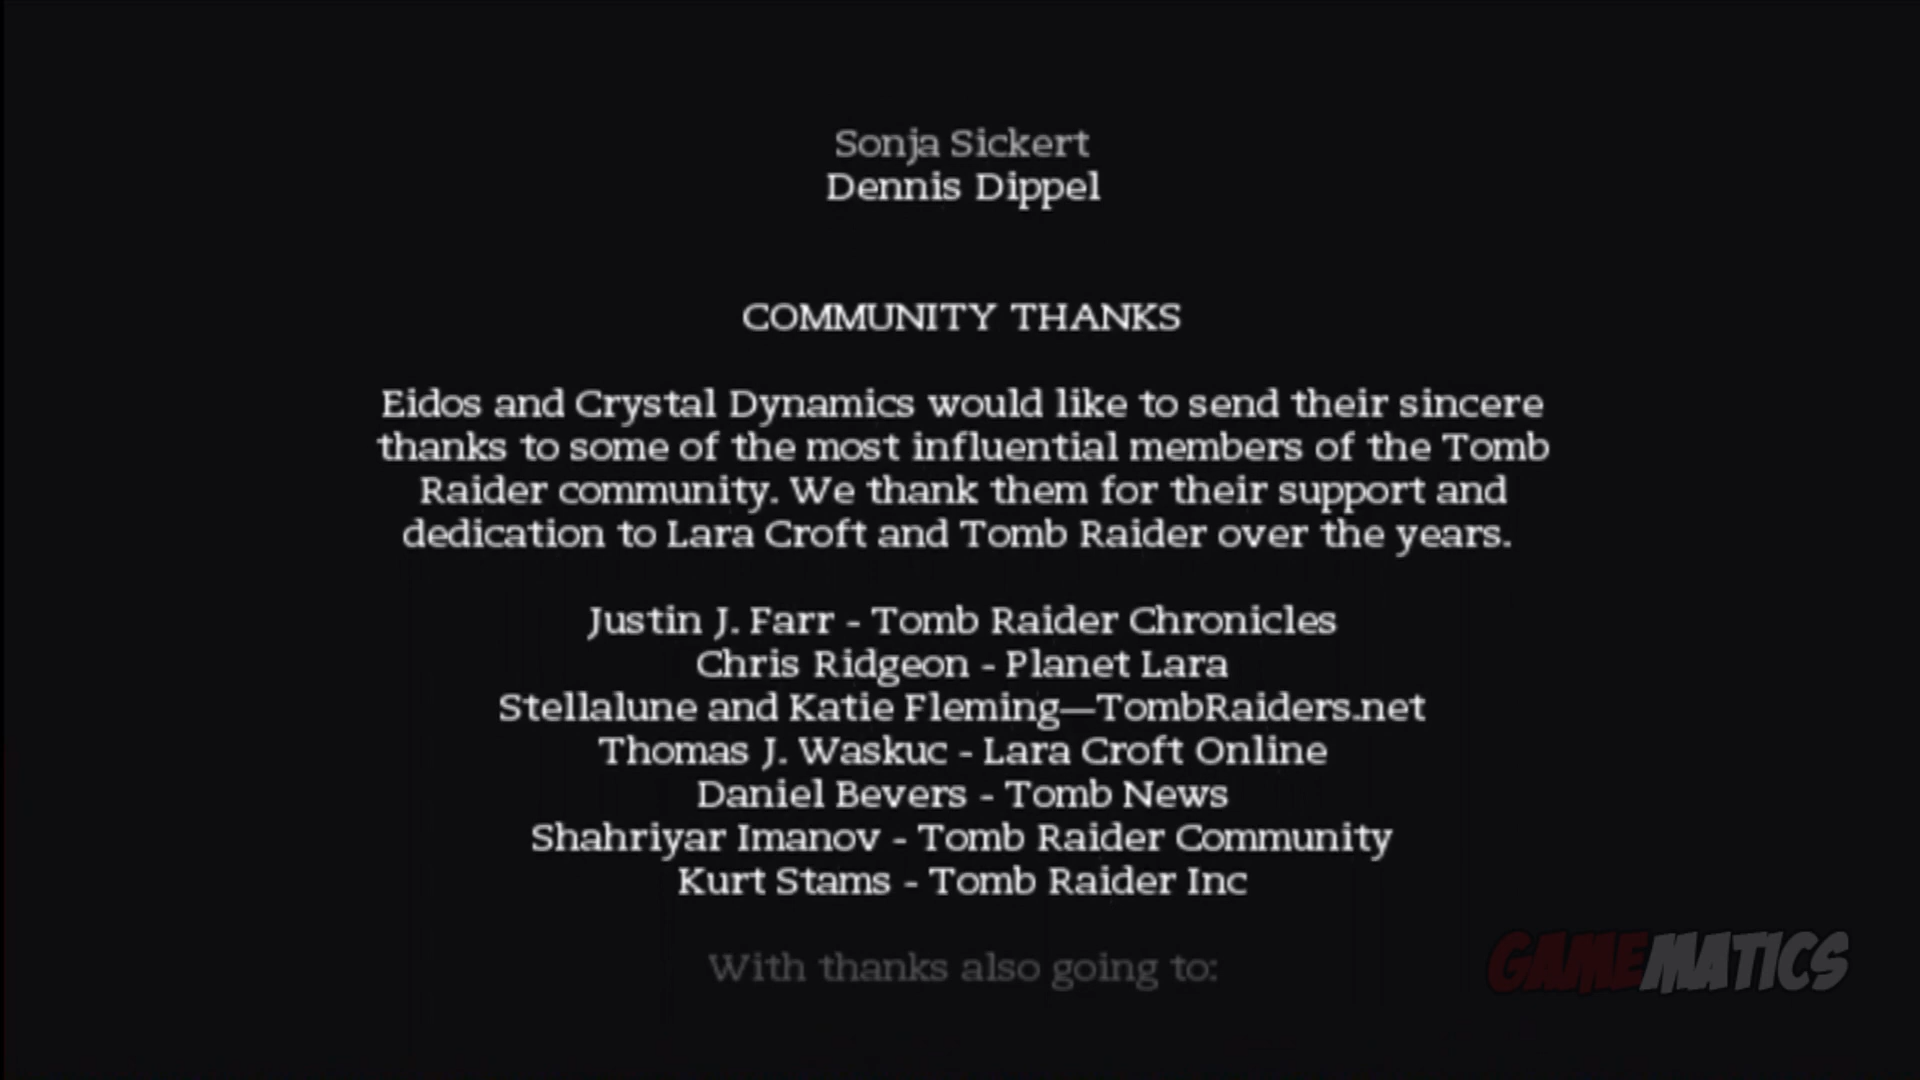 Sonja Sickert
Dennis Dippel
COMMUNITY THANKS
Eidos and Crystal Dynamics would like to send their sincere
thanks to some of the most influential members of the Tomb
Raider community. We thank them for their support and
dedication to Lara Croft and Tomb Raider over the years.
Justin J. Farr - Tomb Raider Chronicles
Chris Ridgeon - Planet Lara
Stellalune and Katie Fleming—TombRaiders.net
Thomas J. Waskuc - Lara Croft Online
Daniel Bevers - Tomb News
Shahriyar Imanov - Tomb Raider Community
Kurt Stams - Tomb Raider Inc
With thanks also going to:
GAMEMATICS